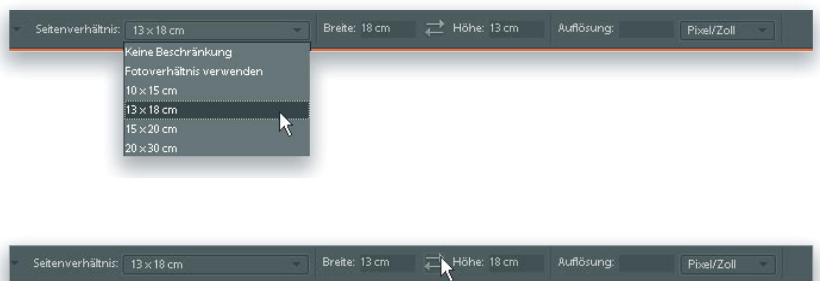 Seitenverhältnis: 13 x 18 cm Breite: 18 cm Höhe: 13 cm Auflösung: Pixel/Zoll
Keine Beschränkung
Fotoverhältnis verwenden
10 x 15 cm
13 x 18 cm
15 x 20 cm
20 x 30 cm
Seitenverhältnis: 13 x 18 cm Breite: 13 cm Höhe: 18 cm Auflösung: Pixel/Zoll